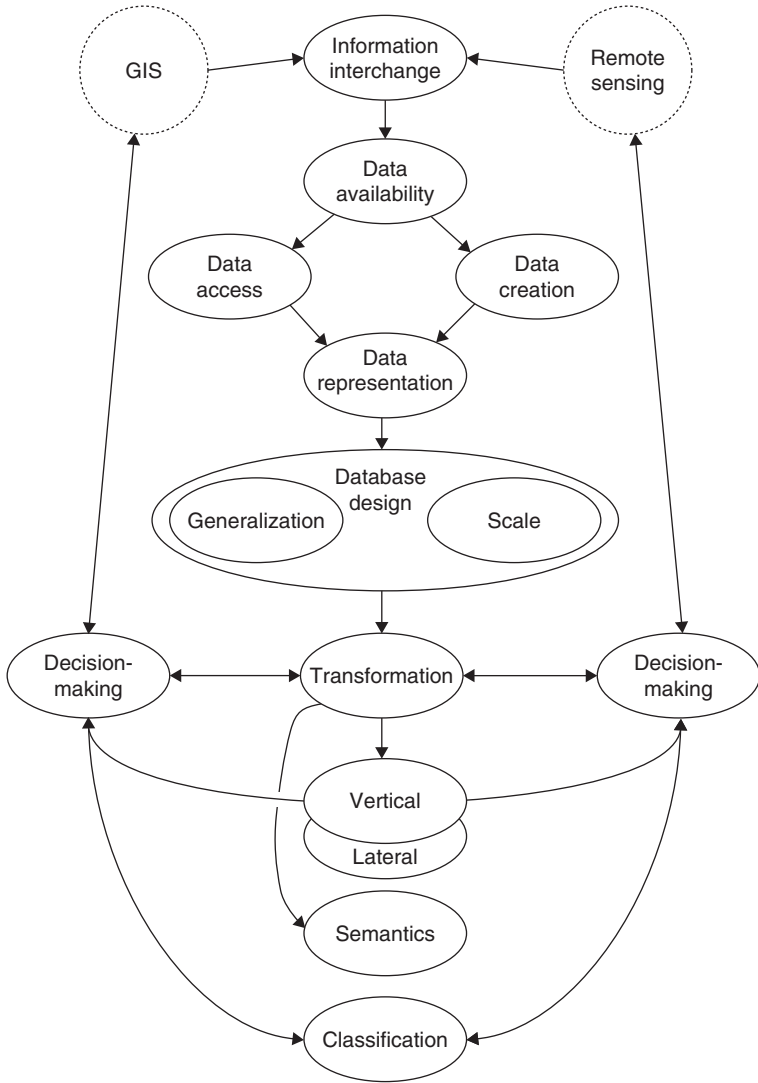 GIS
Information
interchange
Remote
sensing
Data
availability
Data
access
Data
creation
Data
representation
Database
design
Generalization
Scale
Decision-
making
Transformation
Decision-
making
Vertical
Lateral
Semantics
Classification